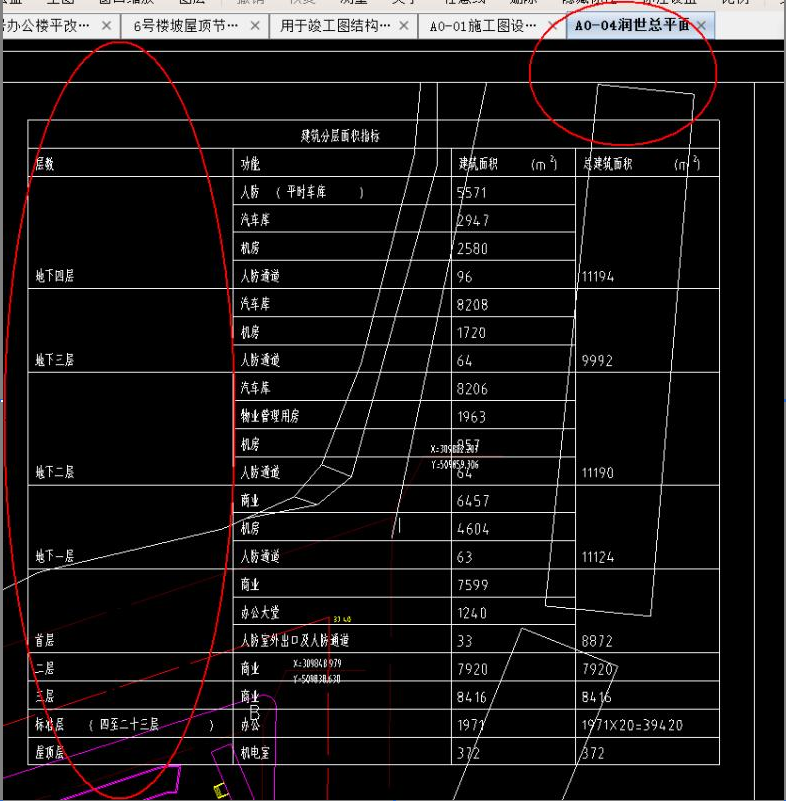 号办公楼平改… × 6号楼坡屋顶节… × 用于竣工图结构… × A0-01施工图设… × A0-04润世总平面 ×
建筑分层面积指标
层数 功能 建筑面积 (m²) 总建筑面积 (m²)
人防 ( 平时车库 ) 5571
汽车库 2947
机房 2580
地下四层 人防通道 96 11194
汽车库 8208
机房 1720
地下三层 人防通道 64 9992
汽车库 8206
物业管理用房 1963
机房 957
地下二层 人防通道 64 11190
商业 6457
机房 4604
地下一层 人防通道 63 11124
商业 7599
办公大堂 1240
首层 人防室外出口及人防通道 33 8872
二层 商业 7920 7920
X=309848.979
Y=509828.620
三层 商业 8416 8416
B
标准层 ( 四至二十三层 ) 办公 1971 1971X20=39420
屋顶层 机电室 372 372